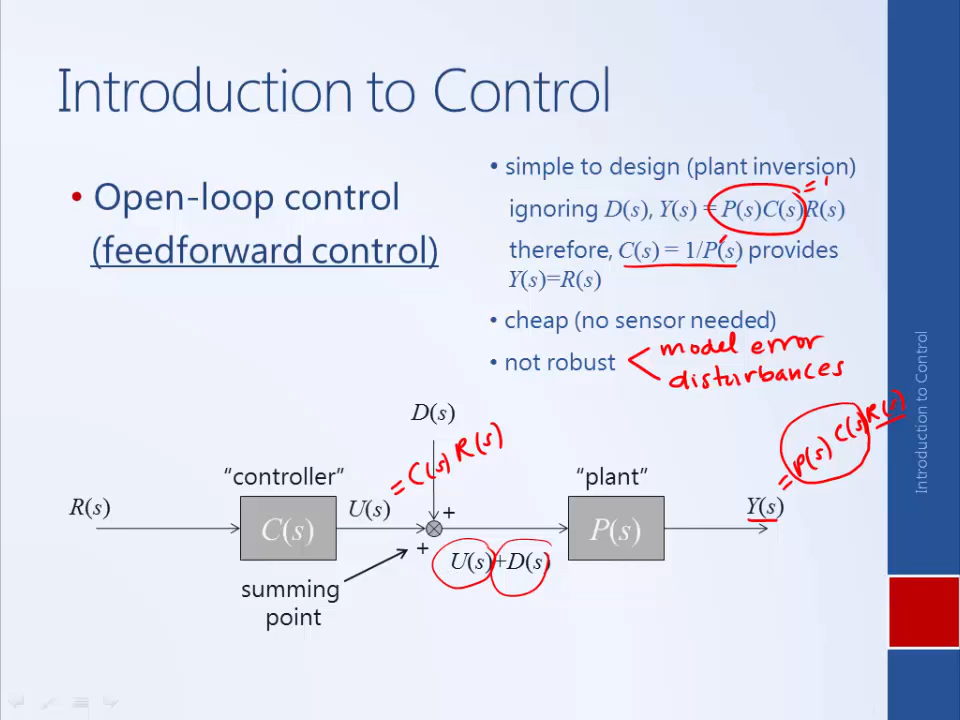 Introduction to Control
• Open-loop control
(feedforward control)
• simple to design (plant inversion)
= 1
ignoring D(s), Y(s) = P(s)C(s)R(s)
therefore, C(s) = 1/P(s) provides
Y(s)=R(s)
• cheap (no sensor needed)
• not robust
model error
disturbances
D(s)
= C(s) R(s)
= P(s) C(s) R(s)
"controller"
"plant"
R(s)
C(s)
U(s)
+
+
P(s)
Y(s)
U(s)+D(s)
summing
point
Introduction to Control